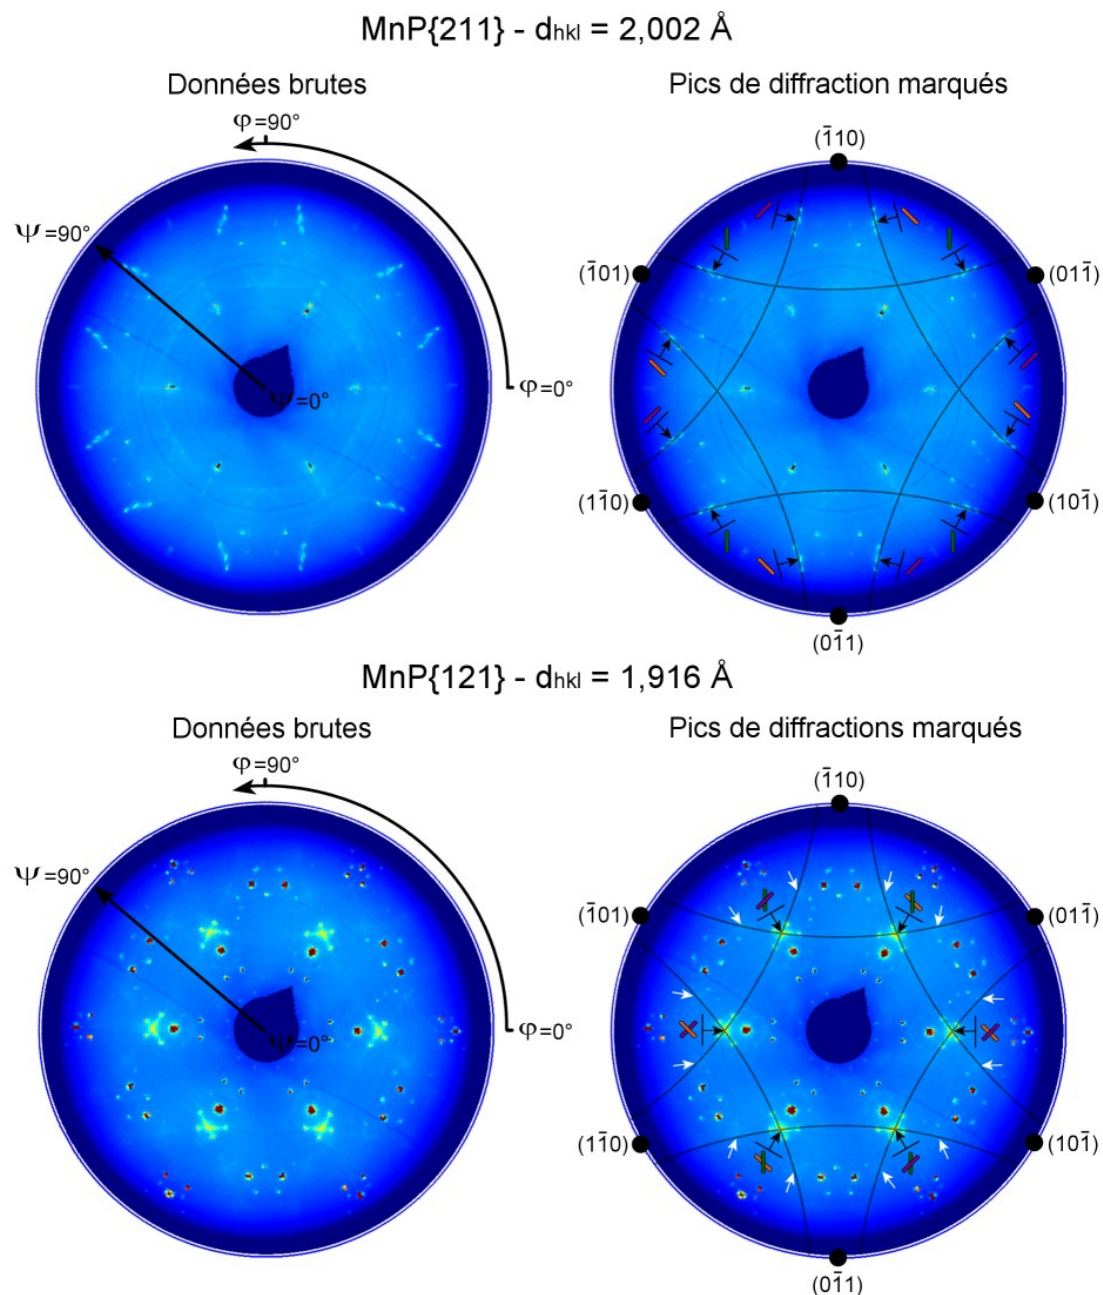 MnP{211} - dhkl = 2,002 Å
Données brutes
Pics de diffraction marqués
φ=90°
Ψ=90°
Ψ=0°
φ=0°
(1̄10)
(1̄01)
(011̄)
(11̄0)
(101̄)
(01̄1)
MnP{121} - dhkl = 1,916 Å
Données brutes
Pics de diffractions marqués
φ=90°
Ψ=90°
Ψ=0°
φ=0°
(1̄10)
(1̄01)
(011̄)
(11̄0)
(101̄)
(01̄1)